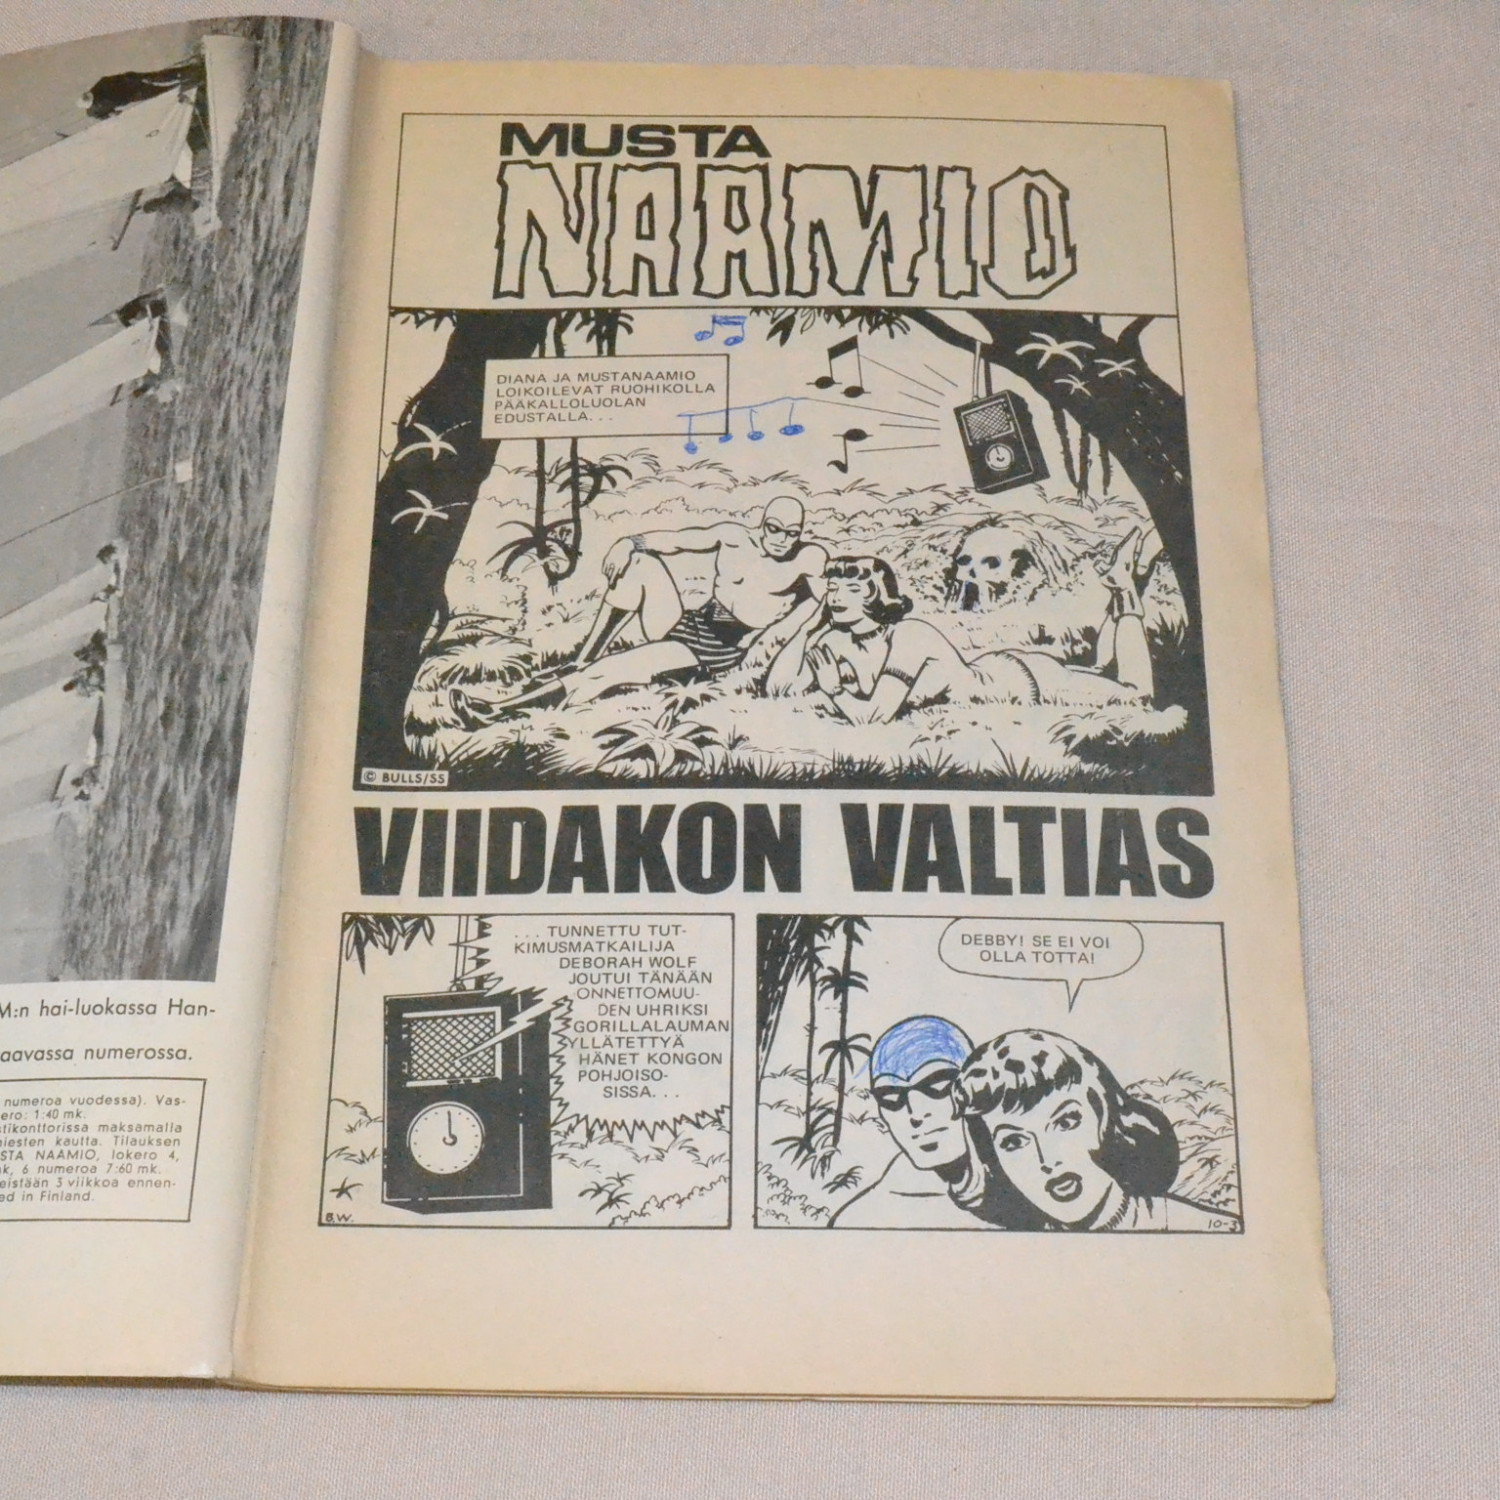 M:n hai-luokassa Han-
aavassa numerossa.
numeroa vuodessa). Vas-
ero: 1:40 mk.
stikonttorissa maksamalla
miesten kautta. Tilauksen
STA NAAMIO, lokero 4,
nk, 6 numeroa 7:60 mk.
eistään 3 viikkoa ennen-
ed in Finland.
MUSTA
NAAMIO
DIANA JA MUSTANAAMIO
LOIKOILEVAT RUOHIKOLLA
PÄÄKALLOLUOLAN
EDUSTALLA...
© BULLS/SS
VIIDAKON VALTIAS
...TUNNETTU TUT-
KIMUSMATKAILIJA
DEBORAH WOLF
JOUTUI TÄNÄÄN
ONNETTOMUU-
DEN UHRIKSI
GORILLALAUMAN
YLLÄTETTYÄ
HÄNET KONGON
POHJOISO-
SISSA...
B.W.
DEBBY! SE EI VOI
OLLA TOTTA!
10-3